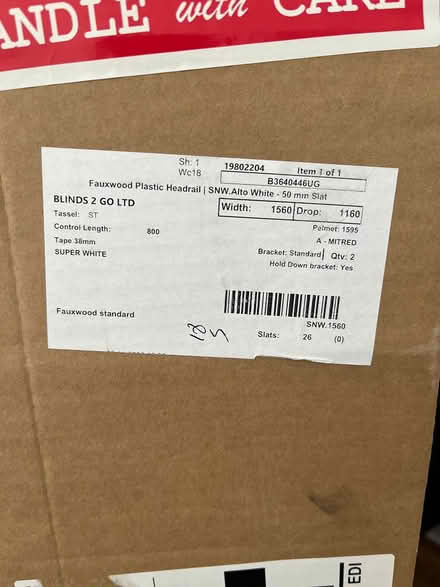 ANDLE with CARE
Sh: 1
Wc18
19802204 Item 1 of 1
B3640446UG
Fauxwood Plastic Headrail | SNW.Alto White - 50 mm Slat
BLINDS 2 GO LTD
Width: 1560 Drop: 1160
Tassel: ST
Pelmet: 1595
Control Length: 800
A - MITRED
Tape 38mm
Bracket: Standard Qty: 2
SUPER WHITE
Hold Down bracket: Yes
Fauxwood standard
SNW.1560
Slats: 26 (0)
EDI